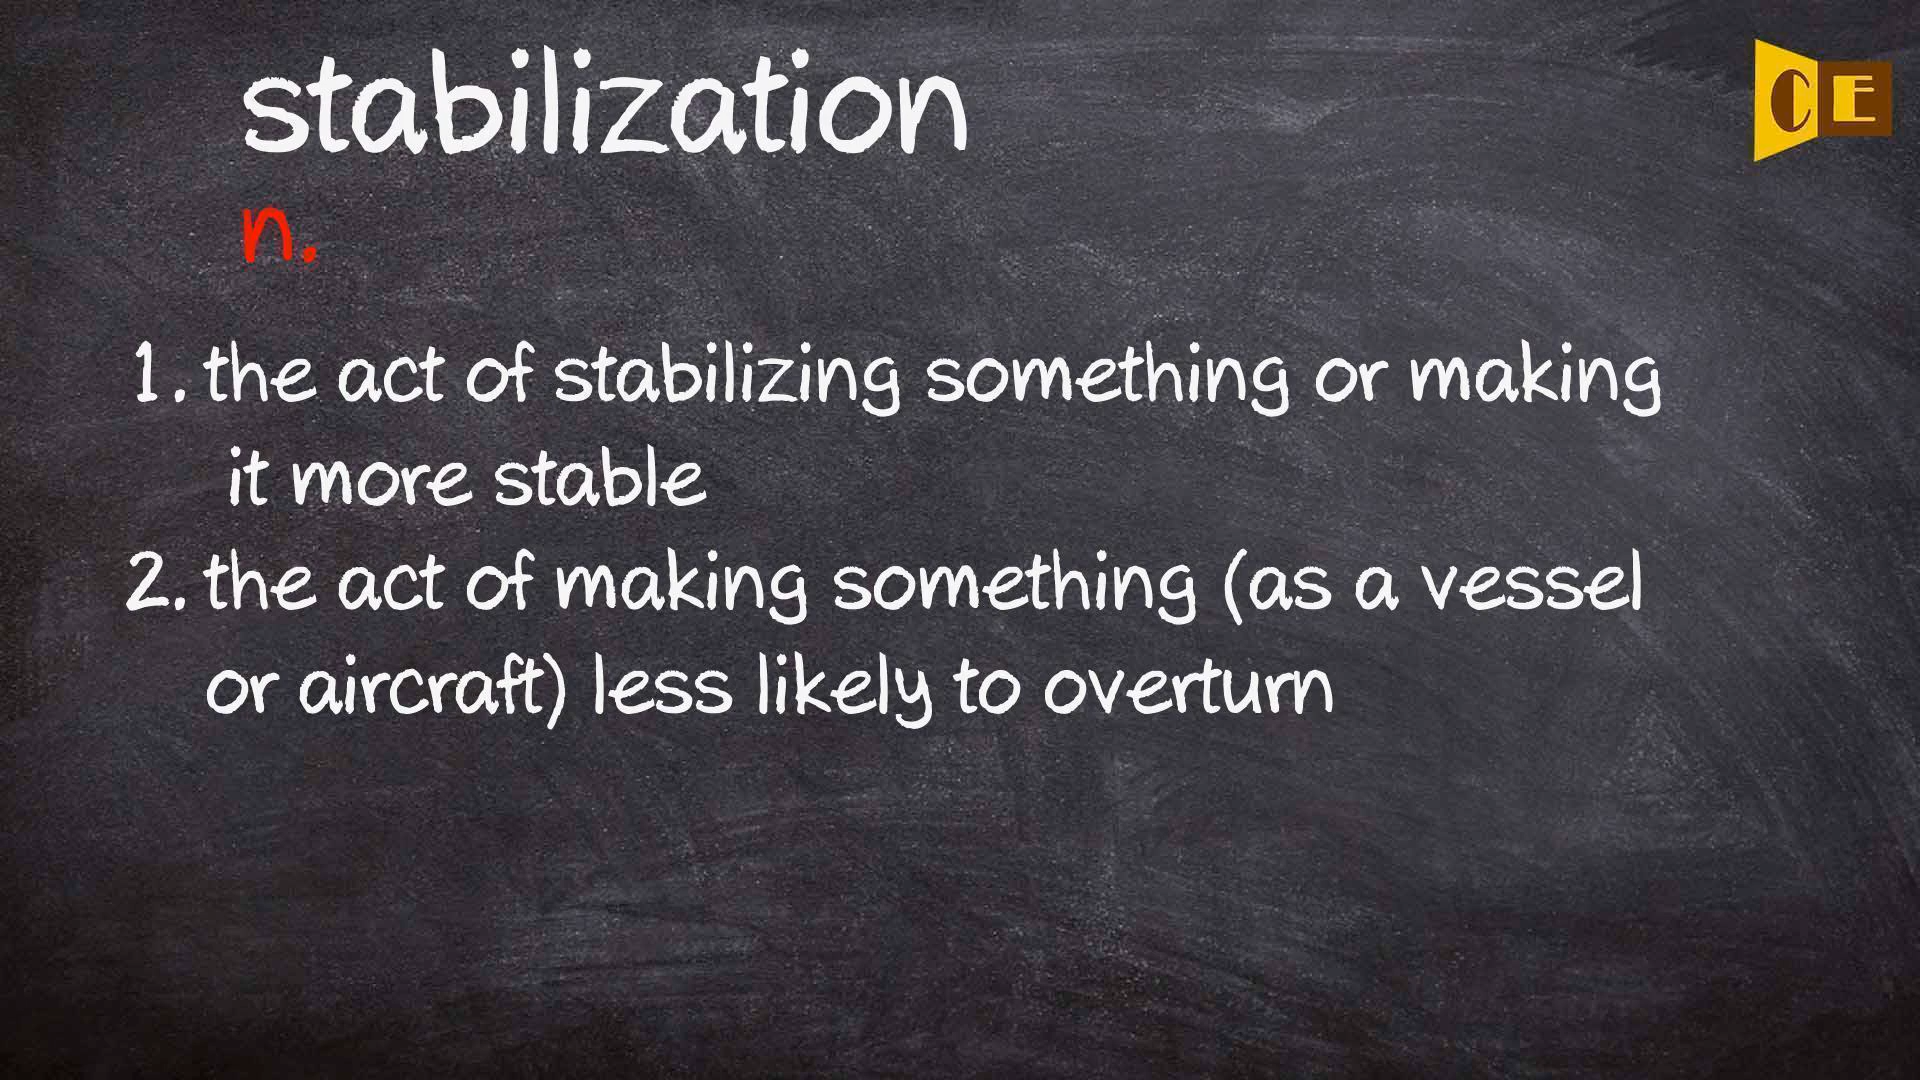 stabilization
CE
n.
1. the act of stabilizing something or making
it more stable
2. the act of making something (as a vessel
or aircraft) less likely to overturn